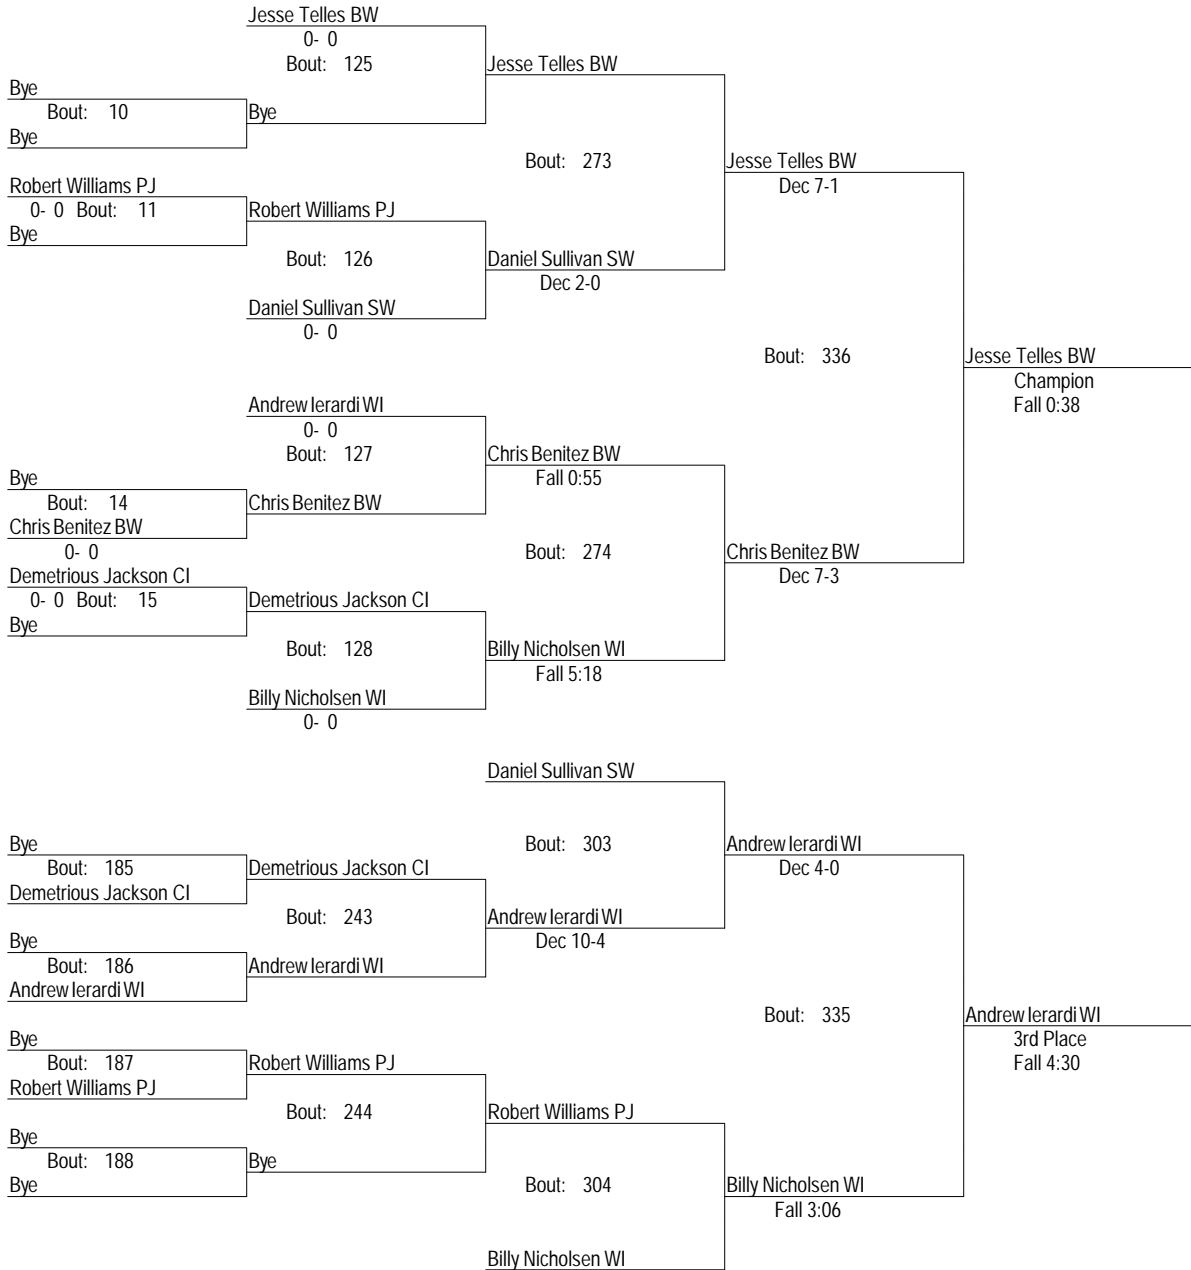 Jesse Telles BW
0- 0
Bout: 125
Jesse Telles BW
Bye
Bout: 10
Bye
Bye
Bout: 273
Jesse Telles BW
Dec 7-1
Robert Williams PJ
0- 0 Bout: 11
Robert Williams PJ
Bye
Bout: 126
Daniel Sullivan SW
Dec 2-0
Daniel Sullivan SW
0- 0
Bout: 336
Jesse Telles BW
Champion
Fall 0:38
Andrew Ierardi WI
0- 0
Bout: 127
Chris Benitez BW
Fall 0:55
Bye
Bout: 14
Chris Benitez BW
Chris Benitez BW
0- 0
Bout: 274
Chris Benitez BW
Dec 7-3
Demetrious Jackson CI
0- 0 Bout: 15
Demetrious Jackson CI
Bye
Bout: 128
Billy Nicholsen WI
Fall 5:18
Billy Nicholsen WI
0- 0
Daniel Sullivan SW
Bye
Bout: 303
Andrew Ierardi WI
Dec 4-0
Bout: 185
Demetrious Jackson CI
Demetrious Jackson CI
Bout: 243
Andrew Ierardi WI
Dec 10-4
Bye
Bout: 186
Andrew Ierardi WI
Andrew Ierardi WI
Bout: 335
Andrew Ierardi WI
3rd Place
Fall 4:30
Bye
Bout: 187
Robert Williams PJ
Robert Williams PJ
Bout: 244
Robert Williams PJ
Bye
Bout: 188
Bye
Bye
Bout: 304
Billy Nicholsen WI
Fall 3:06
Billy Nicholsen WI